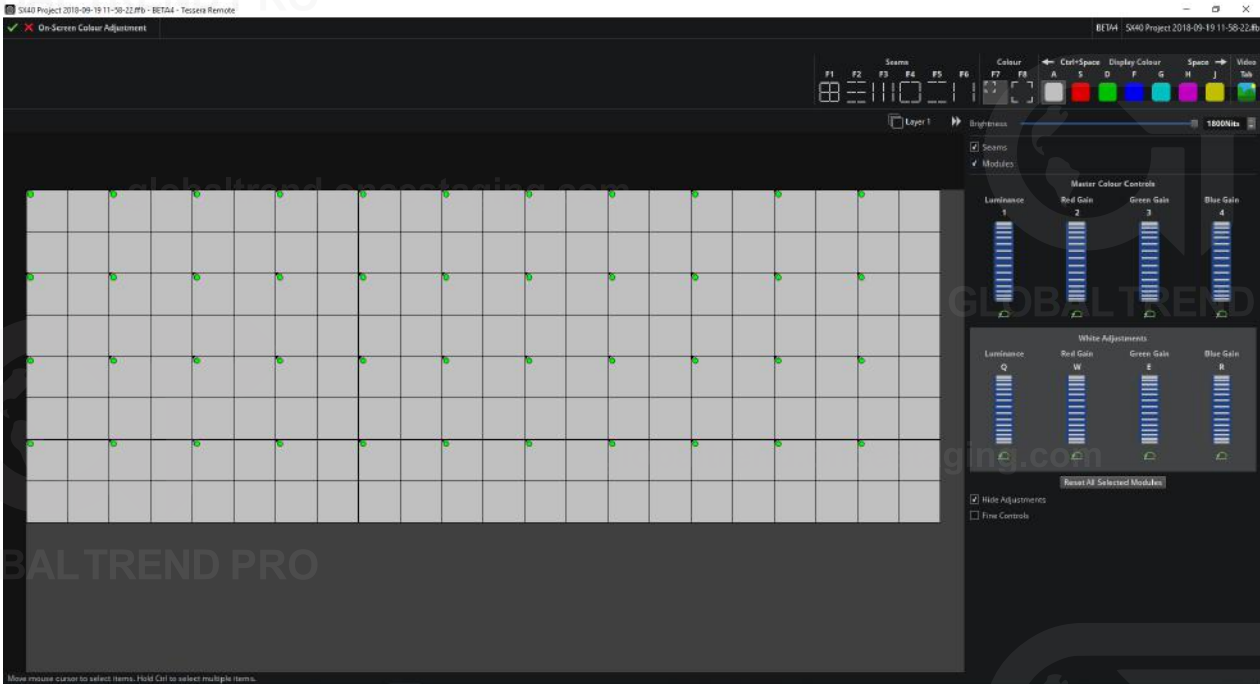 SX40 Project 2018-09-19 11-58-22.ffb - BETA4 - Tessera Remote
On-Screen Colour Adjustment
BETA4 SX40 Project 2018-09-19 11-58-22.ffb
Seams Colour Ctrl+Space Display Colour Space Video
F1 F2 F3 F4 F5 F6 F7 F8 A S D F G H J Tab
Layer 1
Brightness 1800Nits
Seams
Modules
Master Colour Controls
Luminance Red Gain Green Gain Blue Gain
1 2 3 4
White Adjustments
Luminance Red Gain Green Gain Blue Gain
Q W E R
Reset All Selected Modules
Hide Adjustments
Fine Controls
Move mouse cursor to select items. Hold Ctrl to select multiple items.
globaltrend.oncestaging.com
GLOBAL TREND
ging.com
BAL TREND PRO